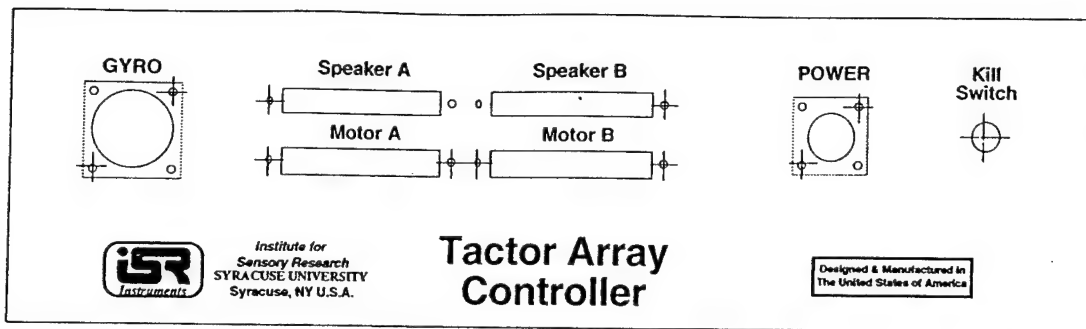 GYRO
Speaker A
Speaker B
POWER
Kill
Switch
Motor A
Motor B
isr
Instruments
Institute for
Sensory Research
SYRACUSE UNIVERSITY
Syracuse, NY U.S.A.
Tactor Array
Controller
Designed & Manufactured in
The United States of America